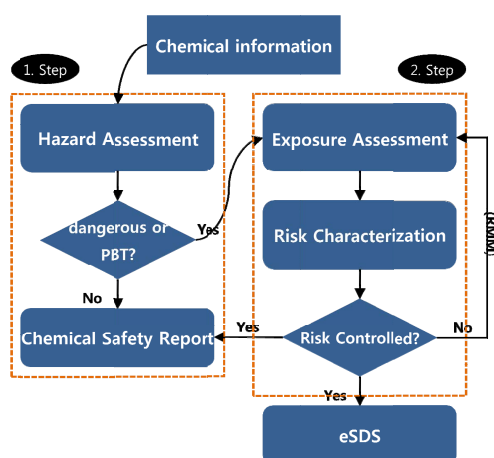 Chemical information
1. Step
2. Step
Hazard Assessment
Exposure Assessment
dangerous or
PBT?
Yes
Risk Characterization
(RMM)
No
Chemical Safety Report
Yes
Risk Controlled?
No
Yes
eSDS